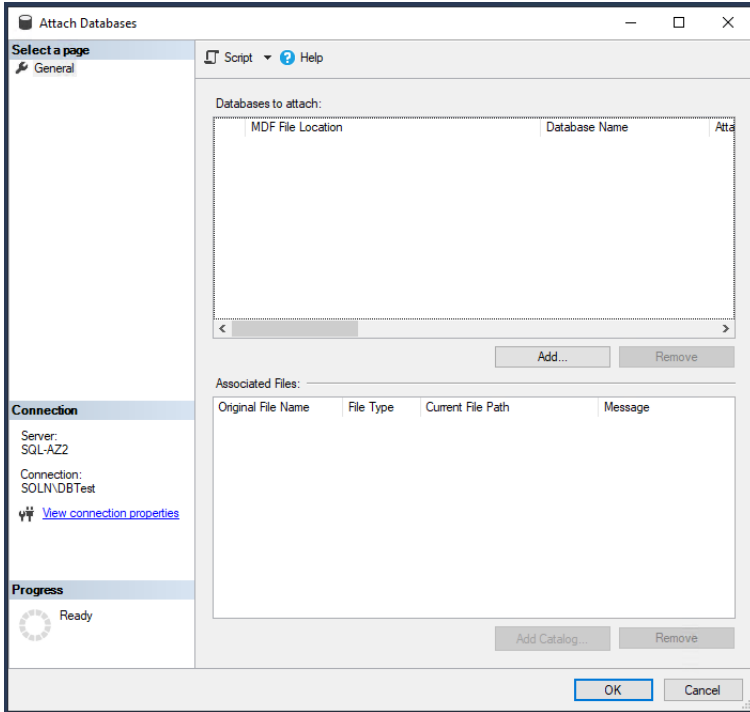 Attach Databases
Select a page
General
Script Help
Databases to attach:
MDF File Location Database Name Atta
Add... Remove
Associated Files:
Original File Name File Type Current File Path Message
Connection
Server:
SQL-AZ2
Connection:
SOLN\DBTest
View connection properties
Progress
Ready
Add Catalog... Remove
OK Cancel